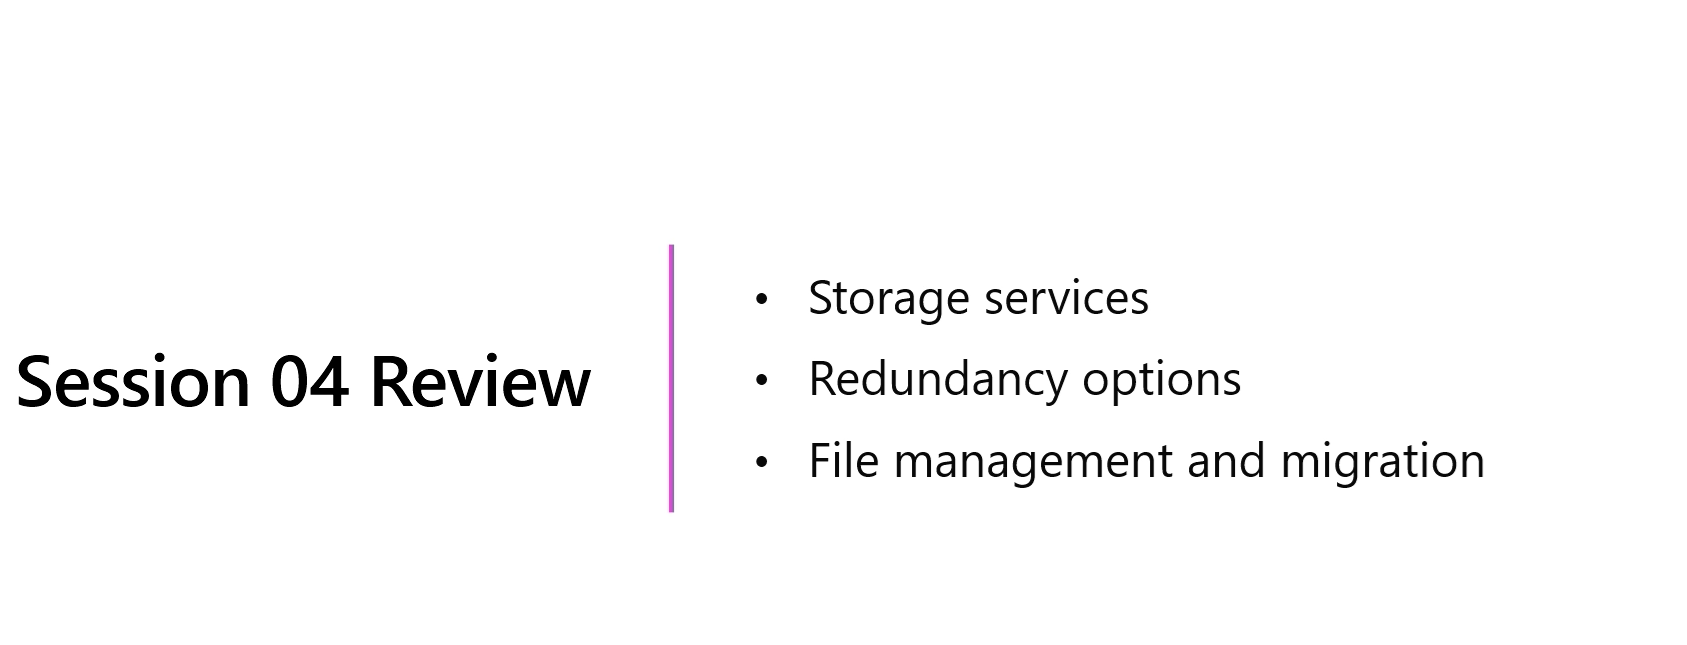 Session 04 Review
• Storage services
• Redundancy options
• File management and migration